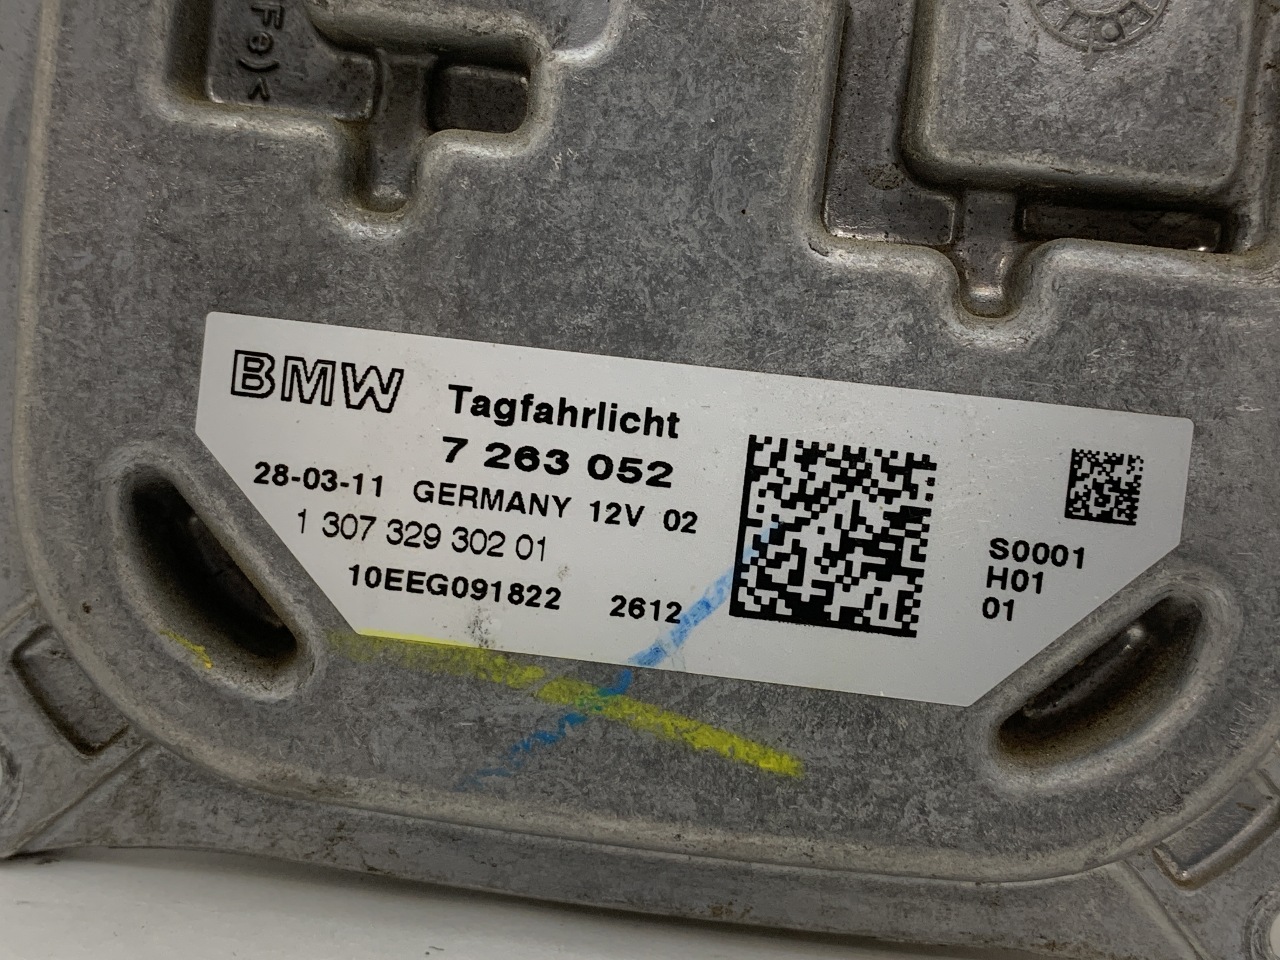 Fe)<
BMW
Tagfahrlicht
7 263 052
28-03-11 GERMANY 12V 02
1 307 329 302 01
10EEG091822 2612
S0001
H01
01